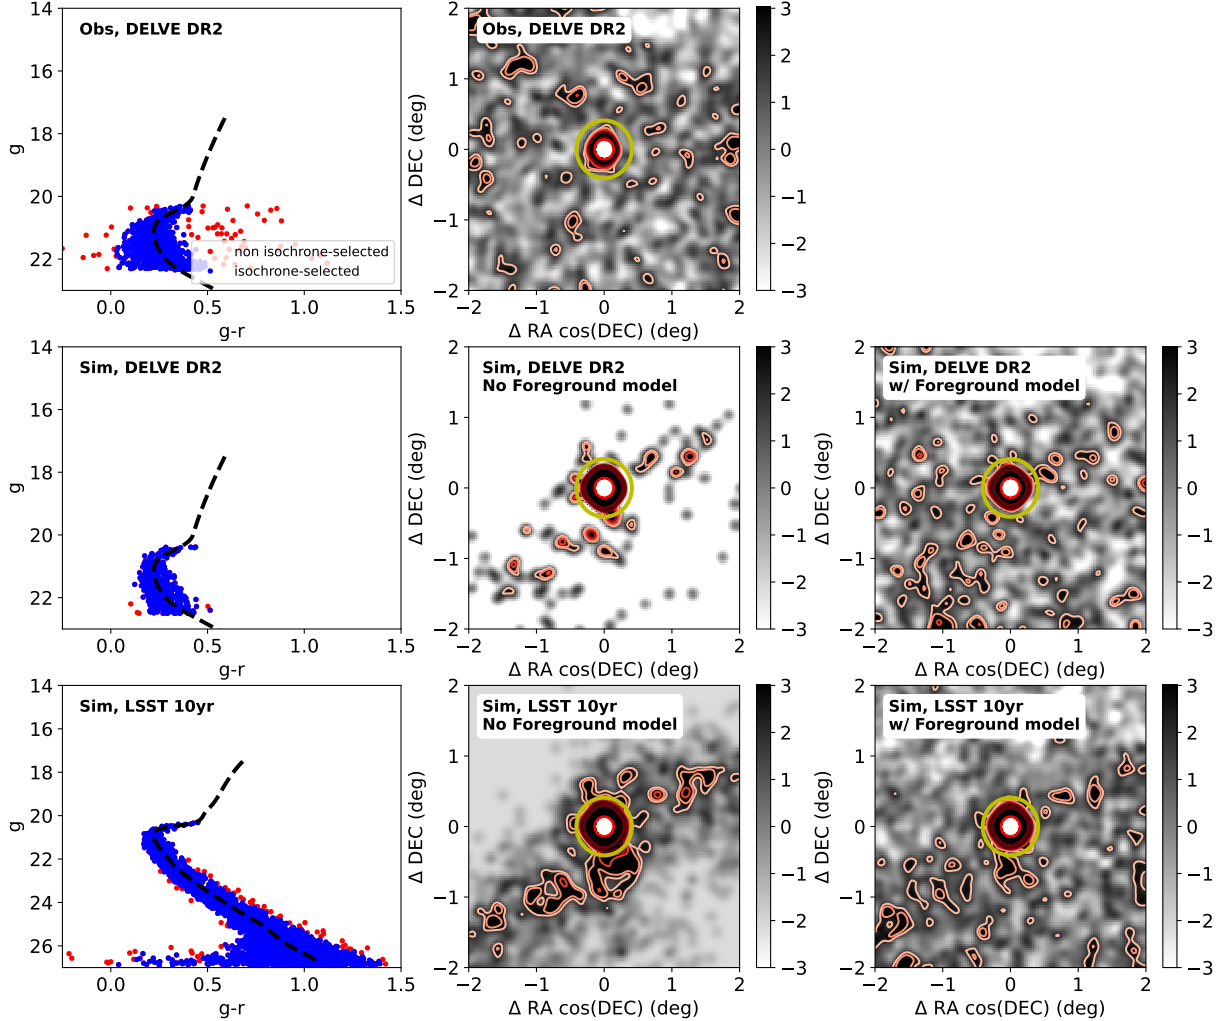 Obs, DELVE DR2
14
16
18
20
22
g
non isochrone-selected
isochrone-selected
0.0 0.5 1.0 1.5
g-r
Obs, DELVE DR2
2
1
0
−1
−2
Δ DEC (deg)
−2 −1 0 1 2
Δ RA cos(DEC) (deg)
3
2
1
0
−1
−2
−3
Sim, DELVE DR2
14
16
18
20
22
g
0.0 0.5 1.0 1.5
g-r
Sim, DELVE DR2
No Foreground model
2
1
0
−1
−2
Δ DEC (deg)
−2 −1 0 1 2
Δ RA cos(DEC) (deg)
3
2
1
0
−1
−2
−3
Sim, DELVE DR2
w/ Foreground model
2
1
0
−1
−2
Δ DEC (deg)
−2 −1 0 1 2
Δ RA cos(DEC) (deg)
3
2
1
0
−1
−2
−3
Sim, LSST 10yr
14
16
18
20
22
24
26
g
0.0 0.5 1.0 1.5
g-r
Sim, LSST 10yr
No Foreground model
2
1
0
−1
−2
Δ DEC (deg)
−2 −1 0 1 2
Δ RA cos(DEC) (deg)
3
2
1
0
−1
−2
−3
Sim, LSST 10yr
w/ Foreground model
2
1
0
−1
−2
Δ DEC (deg)
−2 −1 0 1 2
Δ RA cos(DEC) (deg)
3
2
1
0
−1
−2
−3